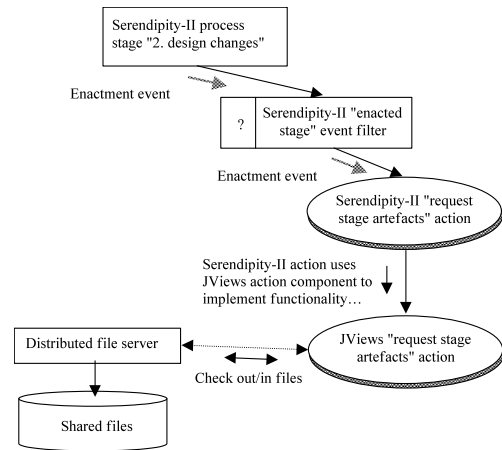 Serendipity-II process
stage "2. design changes"
Enactment event
?
Serendipity-II "enacted
stage" event filter
Enactment event
Serendipity-II "request
stage artefacts" action
Serendipity-II action uses
JViews action component to
implement functionality…
Distributed file server
JViews "request stage
artefacts" action
Check out/in files
Shared files